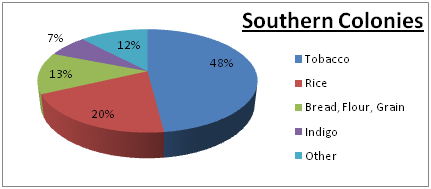 Southern Colonies
7%
12%
48%
13%
20%
Tobacco
Rice
Bread, Flour, Grain
Indigo
Other